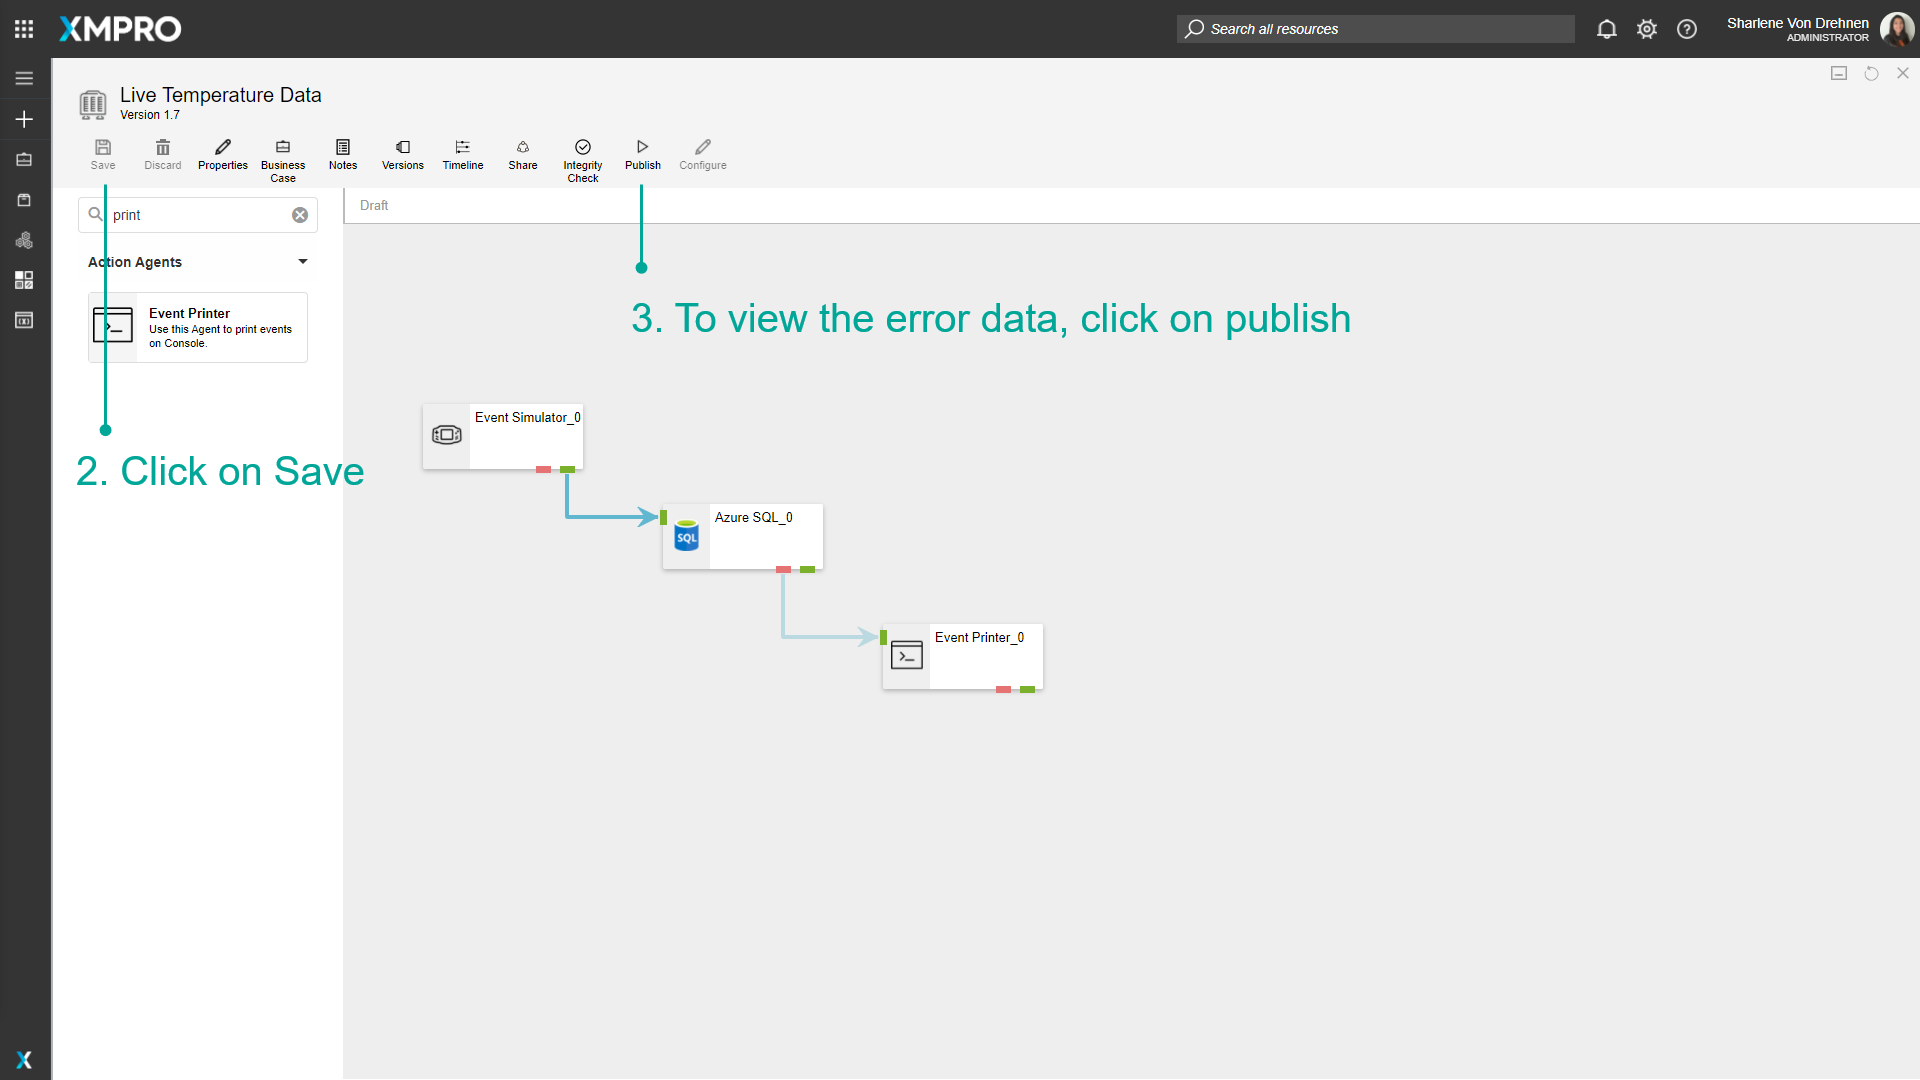 XMPRO
Search all resources
Sharlene Von Drehnen
ADMINISTRATOR
Live Temperature Data
Version 1.7
Save
Discard
Properties
Business
Case
Notes
Versions
Timeline
Share
Integrity
Check
Publish
Configure
print
Draft
Action Agents
Event Printer
Use this Agent to print events
on Console.
3. To view the error data, click on publish
Event Simulator_0
2. Click on Save
Azure SQL_0
SQL
Event Printer_0
X